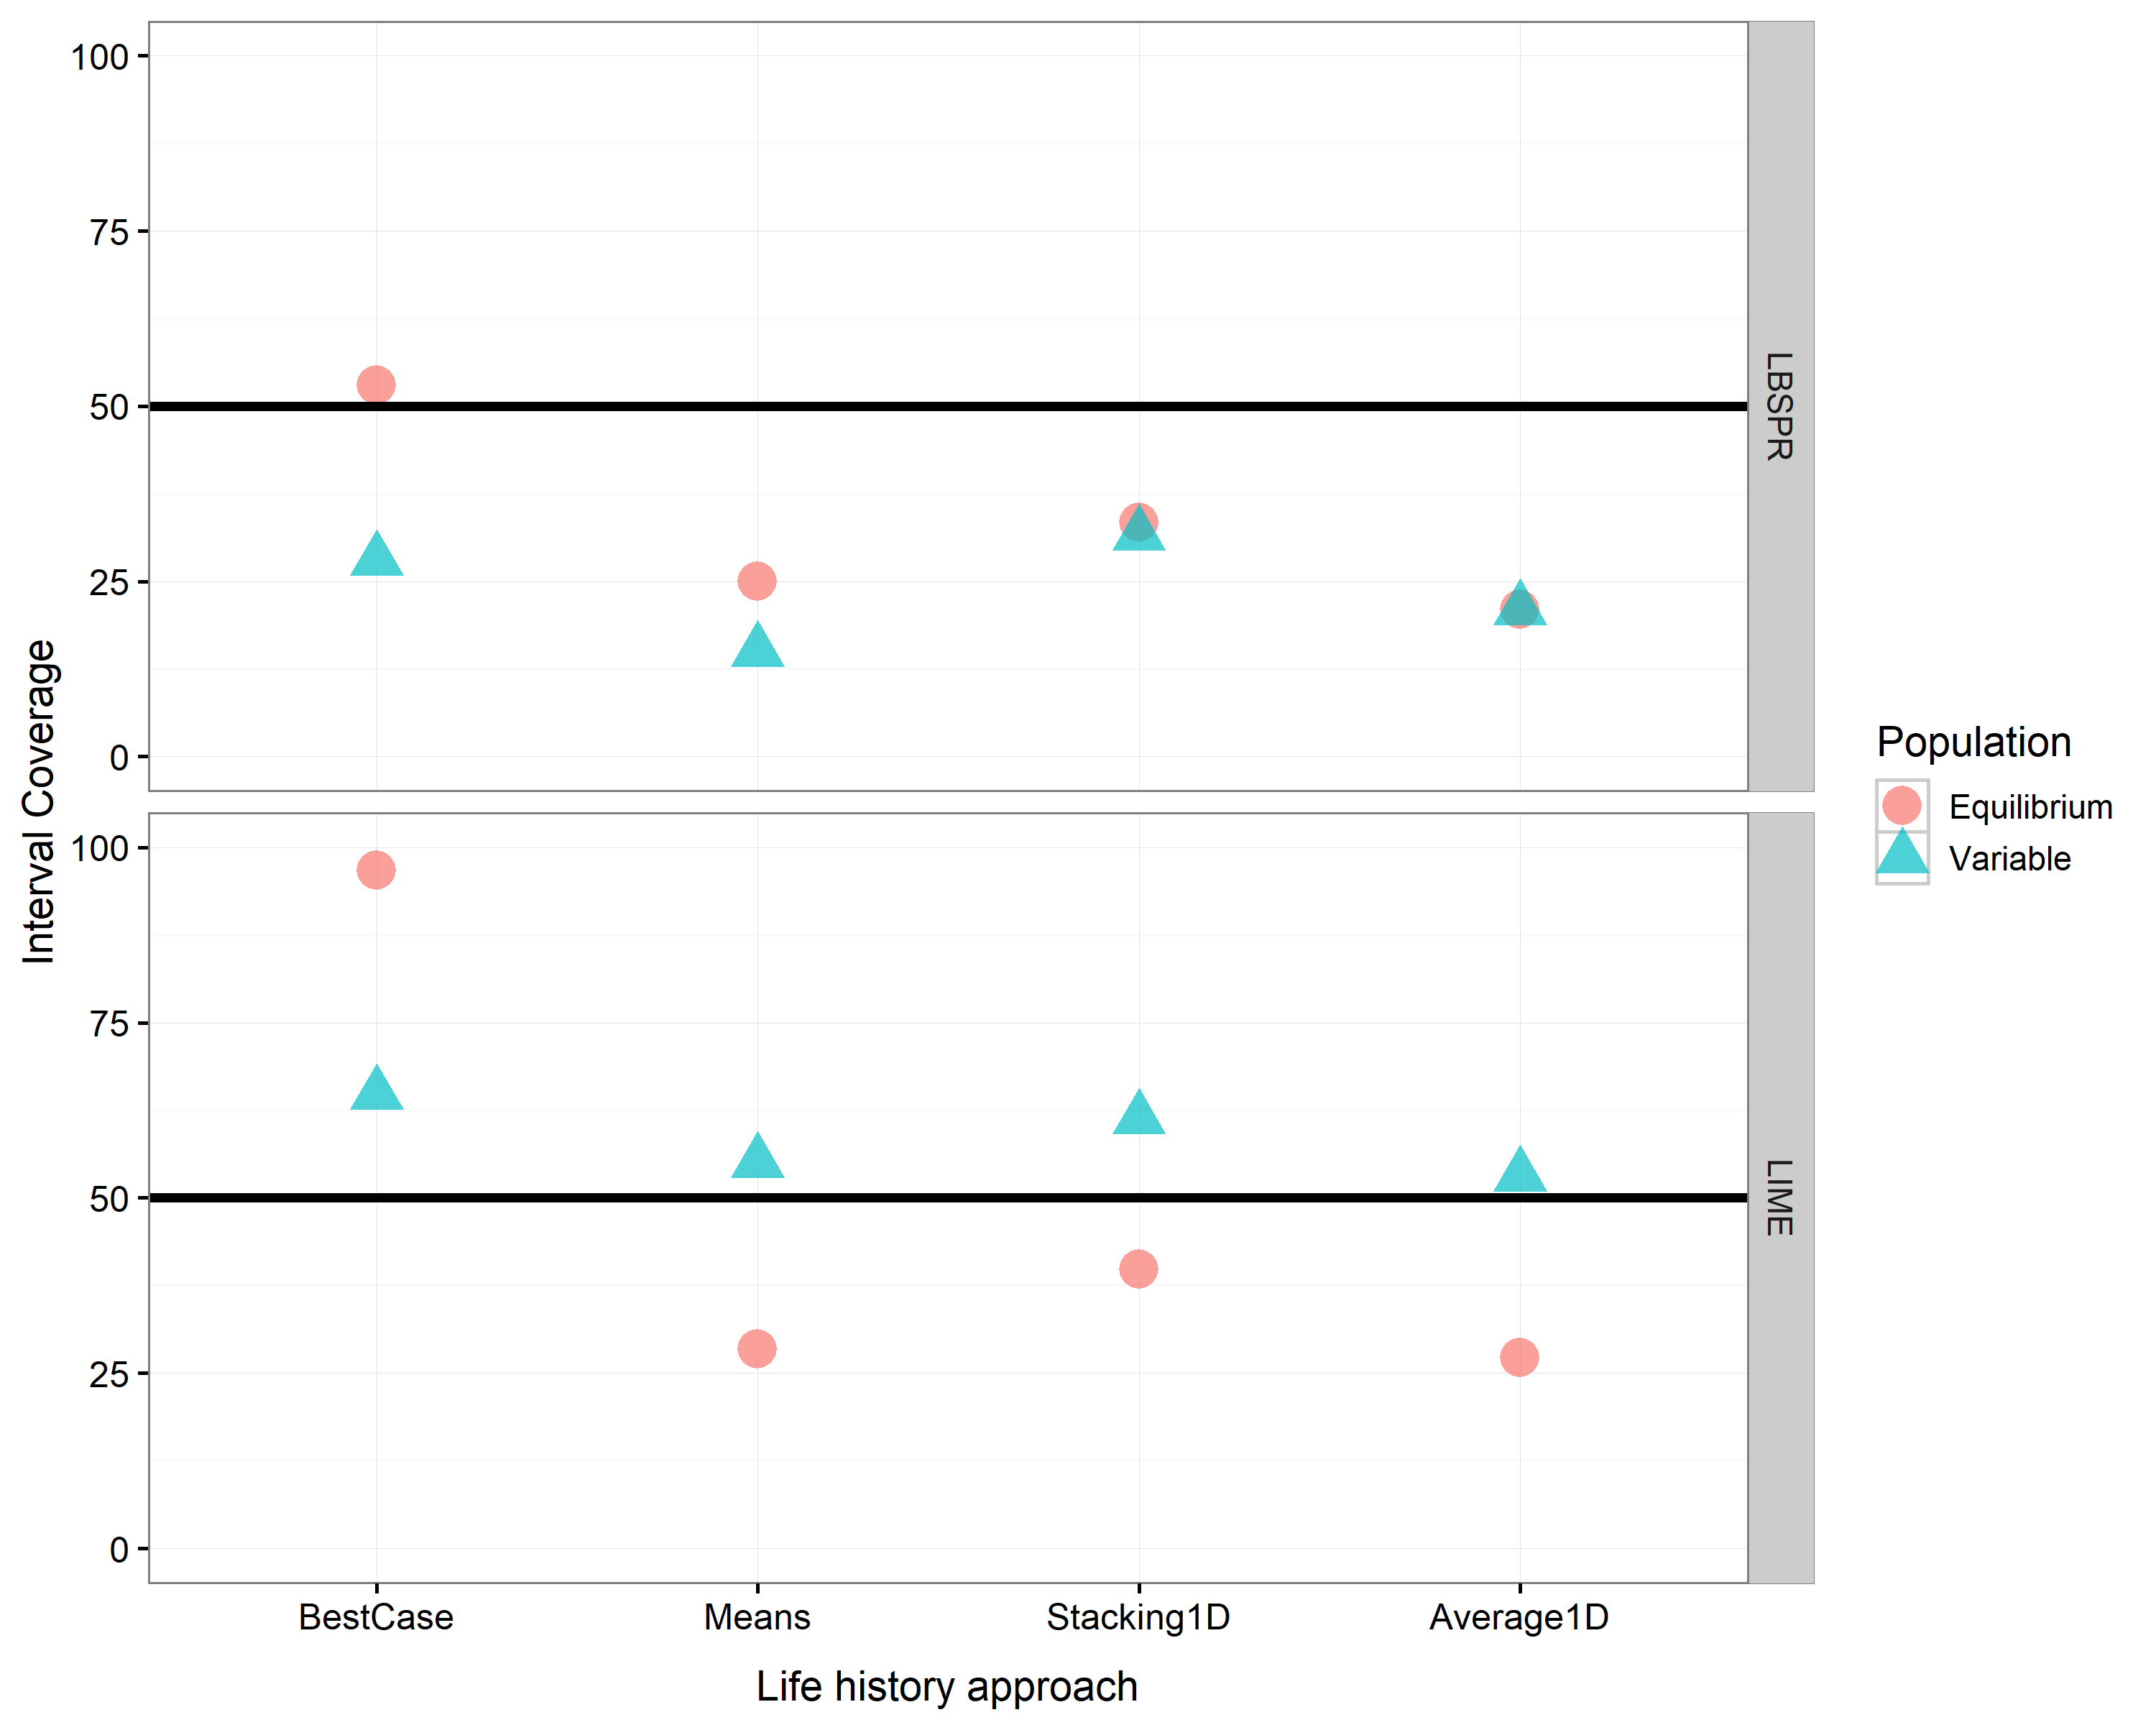 100
75
50
25
0
LBSPR
Interval Coverage
100
75
50
25
0
LIME
BestCase
Means
Stacking1D
Average1D
Life history approach
Population
Equilibrium
Variable